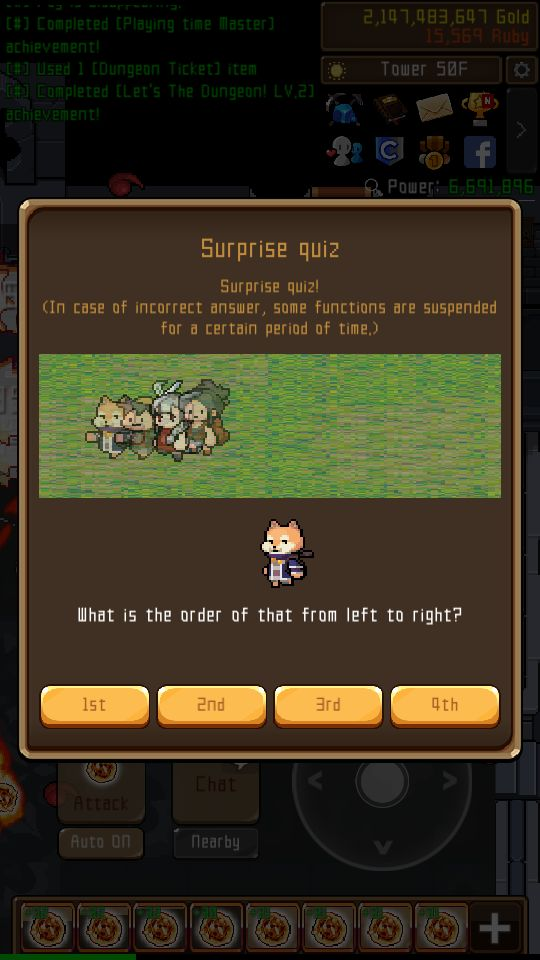 [#] Completed [Playing time Master]
achievement!
[#] Used 1 [Dungeon Ticket] item
[#] Completed [Let's The Dungeon! LV.2]
achievement!
2,147,483,647 Gold
15,569 Ruby
Tower 50F
N
C
1
f
Power: 6,691,896
Surprise quiz
Surprise quiz!
(In case of incorrect answer, some functions are suspended
for a certain period of time.)
What is the order of that from left to right?
1st
2nd
3rd
4th
Attack
Chat
Auto ON
Nearby